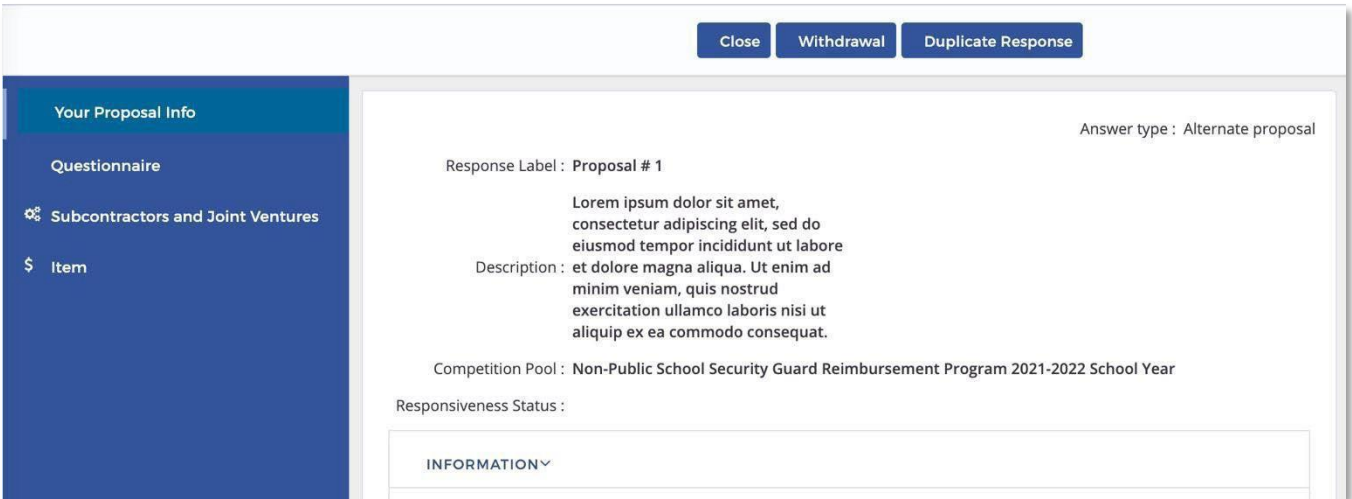 Close Withdrawal Duplicate Response
Your Proposal Info
Questionnaire
Subcontractors and Joint Ventures
$ Item
Answer type : Alternate proposal
Response Label : Proposal # 1
Description : Lorem ipsum dolor sit amet,
consectetur adipiscing elit, sed do
eiusmod tempor incididunt ut labore
et dolore magna aliqua. Ut enim ad
minim veniam, quis nostrud
exercitation ullamco laboris nisi ut
aliquip ex ea commodo consequat.
Competition Pool : Non-Public School Security Guard Reimbursement Program 2021-2022 School Year
Responsiveness Status :
INFORMATION